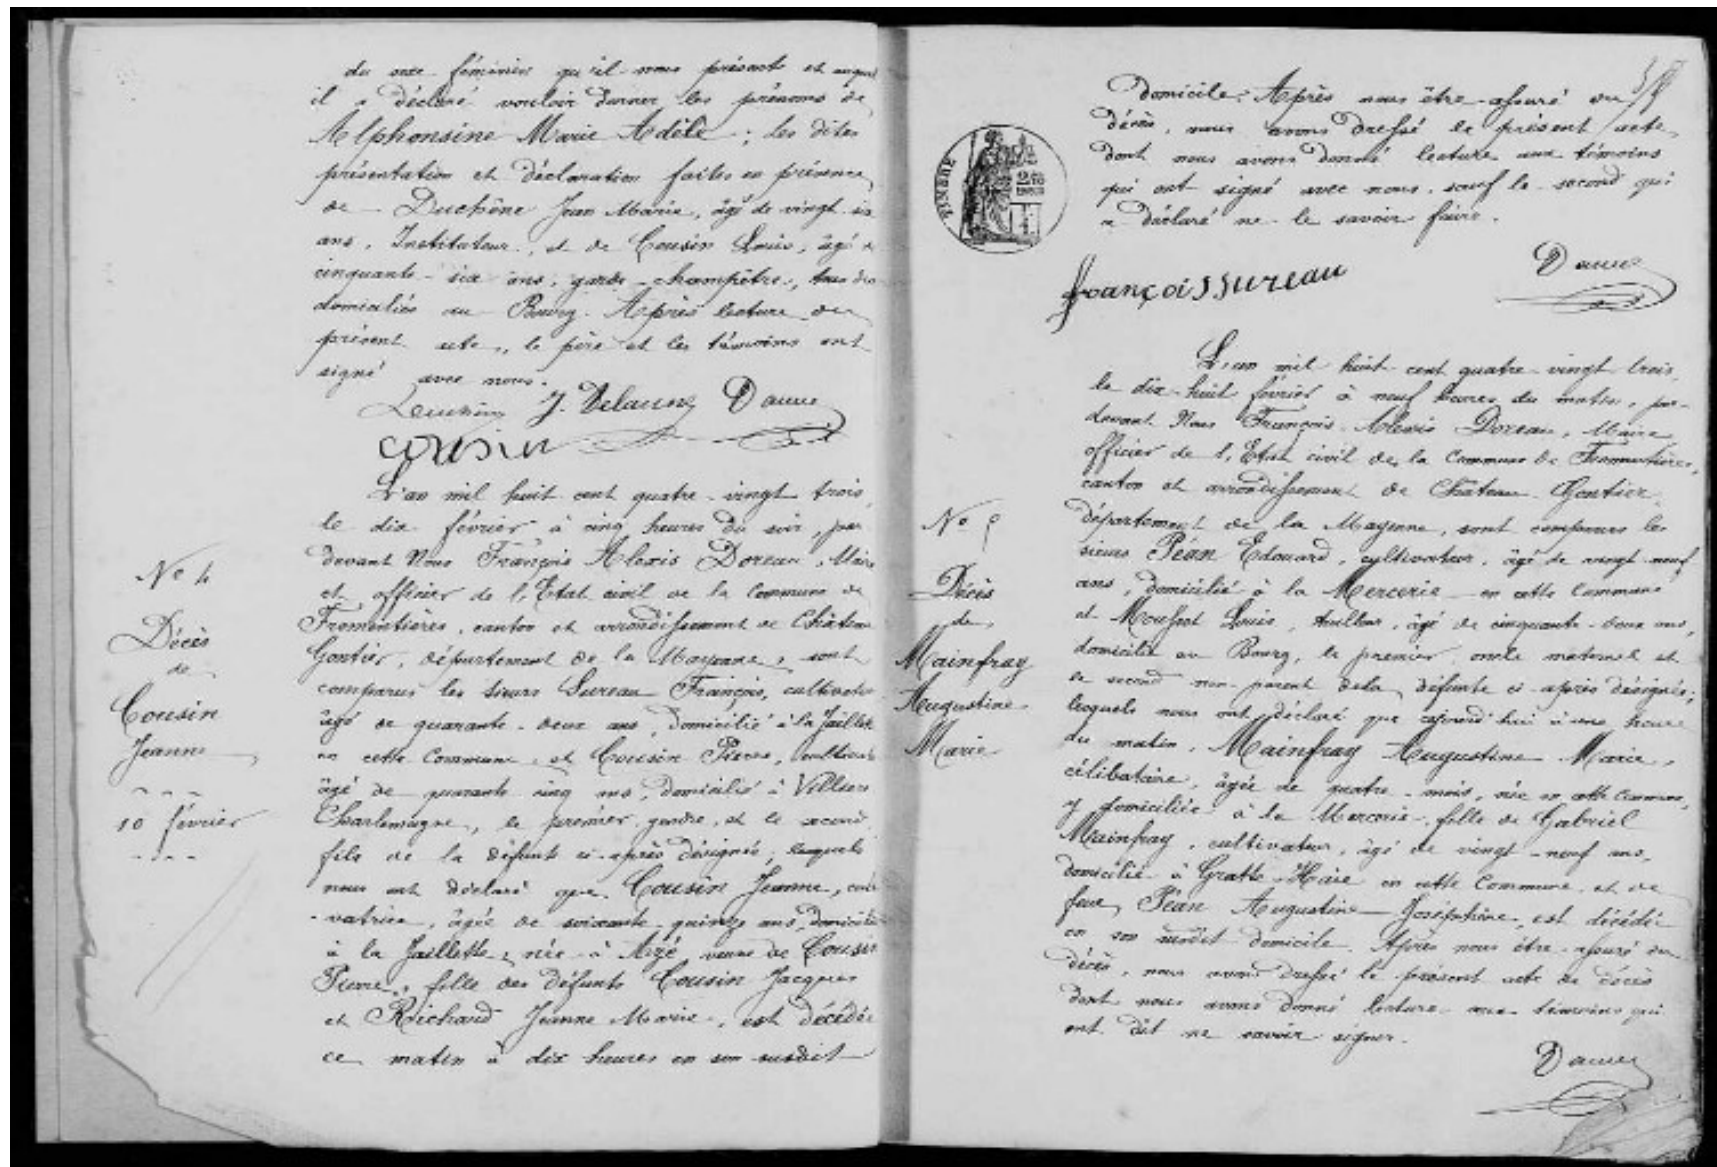 du sexe féminin qu'il nous présente et auquel
il a déclaré vouloir donner les prénoms de
Alphonsine Marie Adèle ; les dites
présentation et déclaration faites en présence
de Duchêne Jean Marie, âgé de vingt six
ans, Instituteur, et de Cousin Louis, âgé de
cinquante-six ans, garde-champêtre, tous deux
domiciliés au Bourg. Après lecture du
présent acte, le père et les témoins ont
signé avec nous.
J. Delaunay
Cousin
L'an mil huit cent quatre-vingt trois,
le dix février à cinq heures du soir, par
devant Nous François Alexis Doreau, Maire
et officier de l'Etat civil de la Commune de
Fromentières, canton et arrondissement de Château
Gontier, département de la Mayenne, sont
comparus les sieurs Sureau François, cultivateur
âgé de quarante-deux ans, domicilié à la Jaillette
en cette Commune, et Cousin Pierre, cultivateur
âgé de quarante cinq ans, domicilié à Villiers
Charlemagne, le premier gendre, et le second
fils de la défunte ci-après désignée, lesquels
nous ont déclaré que Cousin Jeanne, culti
-vatrice, âgée de soixante-quinze ans, domiciliée
à la Jaillette, née à Azé, veuve de Cousin
Pierre, fille des défunts Cousin Jacques
et Richard Jeanne Marie, est décédée
ce matin à dix heures en son susdit
No 4
Décès
de
Cousin
Jeanne
10 février
domicile. Après nous être assuré du
décès, nous avons dressé le présent acte,
dont nous avons donné lecture aux témoins
qui ont signé avec nous, sauf le second qui
a déclaré ne le savoir faire.
TIMBRE
François Sureau
L'an mil huit cent quatre-vingt trois,
le dix-huit février à neuf heures du matin, par-
devant Nous François Alexis Doreau, Maire
officier de l'Etat civil de la Commune de Fromentières,
canton et arrondissement de Château-Gontier,
département de la Mayenne, sont comparus les
sieurs Péan Edouard, cultivateur, âgé de vingt-neuf
ans, domicilié à la Mercerie en cette Commune
et Louis, tailleur, âgé de cinquante-deux ans,
domicilié au Bourg, le premier oncle maternel et
le second non-parent de la défunte ci-après désignée ;
lesquels nous ont déclaré que aujourd'hui à une heure
du matin, Mainfray Augustine Marie,
célibataire, âgée de quatre mois, née en cette Commune,
y domiciliée à la Mercerie, fille de Gabriel
Mainfray, cultivateur, âgé de vingt-neuf ans,
domicilié à Gratte-Haie en cette Commune, et de
feue Péan Augustine Joséphine, est décédée
en son susdit domicile. Après nous être assuré du
décès, nous avons dressé le présent acte de décès
dont nous avons donné lecture aux témoins qui
ont dit ne savoir signer.
No 5
Décès
de
Mainfray
Augustine
Marie